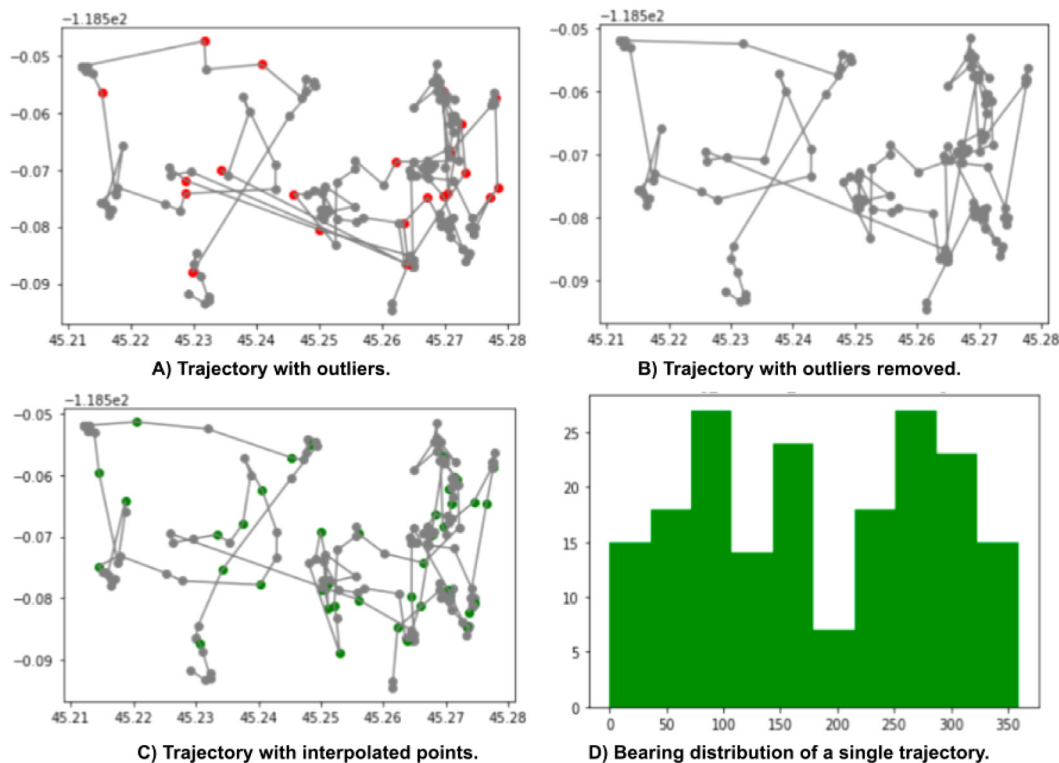 −1.185e2
−0.05
−0.06
−0.07
−0.08
−0.09
45.21 45.22 45.23 45.24 45.25 45.26 45.27 45.28
A) Trajectory with outliers.
−1.185e2
−0.05
−0.06
−0.07
−0.08
−0.09
45.21 45.22 45.23 45.24 45.25 45.26 45.27 45.28
B) Trajectory with outliers removed.
−1.185e2
−0.05
−0.06
−0.07
−0.08
−0.09
45.21 45.22 45.23 45.24 45.25 45.26 45.27 45.28
C) Trajectory with interpolated points.
25
20
15
10
5
0
0 50 100 150 200 250 300 350
D) Bearing distribution of a single trajectory.